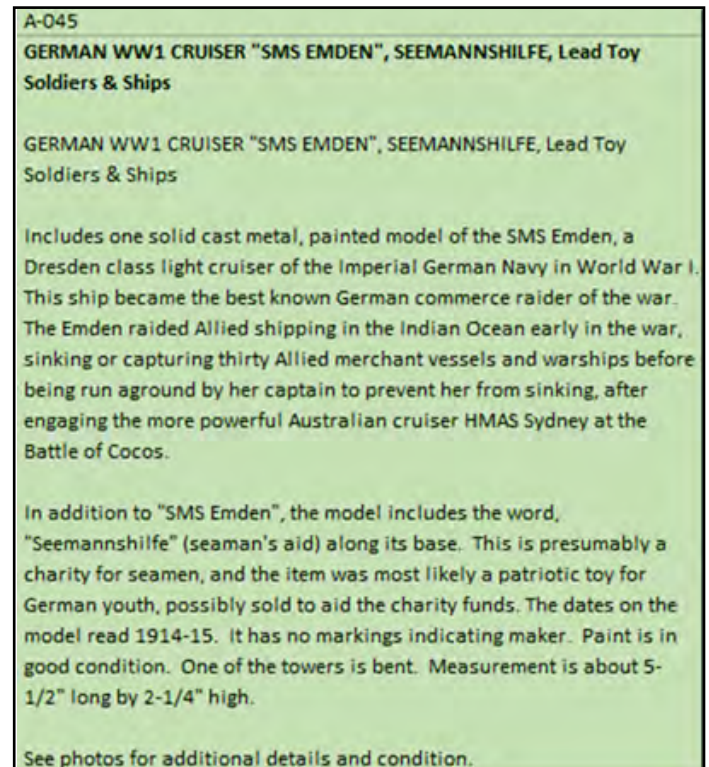 A-045
GERMAN WW1 CRUISER "SMS EMDEN", SEEMANNSHILFE, Lead Toy
Soldiers & Ships
GERMAN WW1 CRUISER "SMS EMDEN", SEEMANNSHILFE, Lead Toy
Soldiers & Ships
Includes one solid cast metal, painted model of the SMS Emden, a
Dresden class light cruiser of the Imperial German Navy in World War I.
This ship became the best known German commerce raider of the war.
The Emden raided Allied shipping in the Indian Ocean early in the war,
sinking or capturing thirty Allied merchant vessels and warships before
being run aground by her captain to prevent her from sinking, after
engaging the more powerful Australian cruiser HMAS Sydney at the
Battle of Cocos.
In addition to "SMS Emden", the model includes the word,
"Seemannshilfe" (seaman's aid) along its base.  This is presumably a
charity for seamen, and the item was most likely a patriotic toy for
German youth, possibly sold to aid the charity funds. The dates on the
model read 1914-15.  It has no markings indicating maker.  Paint is in
good condition.  One of the towers is bent.  Measurement is about 5-
1/2" long by 2-1/4" high.
See photos for additional details and condition.